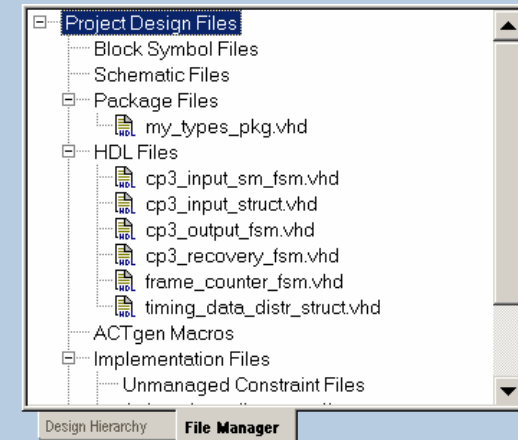 Project Design Files
Block Symbol Files
Schematic Files
Package Files
my_types_pkg.vhd
HDL Files
cp3_input_sm_fsm.vhd
cp3_input_struct.vhd
cp3_output_fsm.vhd
cp3_recovery_fsm.vhd
frame_counter_fsm.vhd
timing_data_distr_struct.vhd
ACTgen Macros
Implementation Files
Unmanaged Constraint Files
Design Hierarchy File Manager